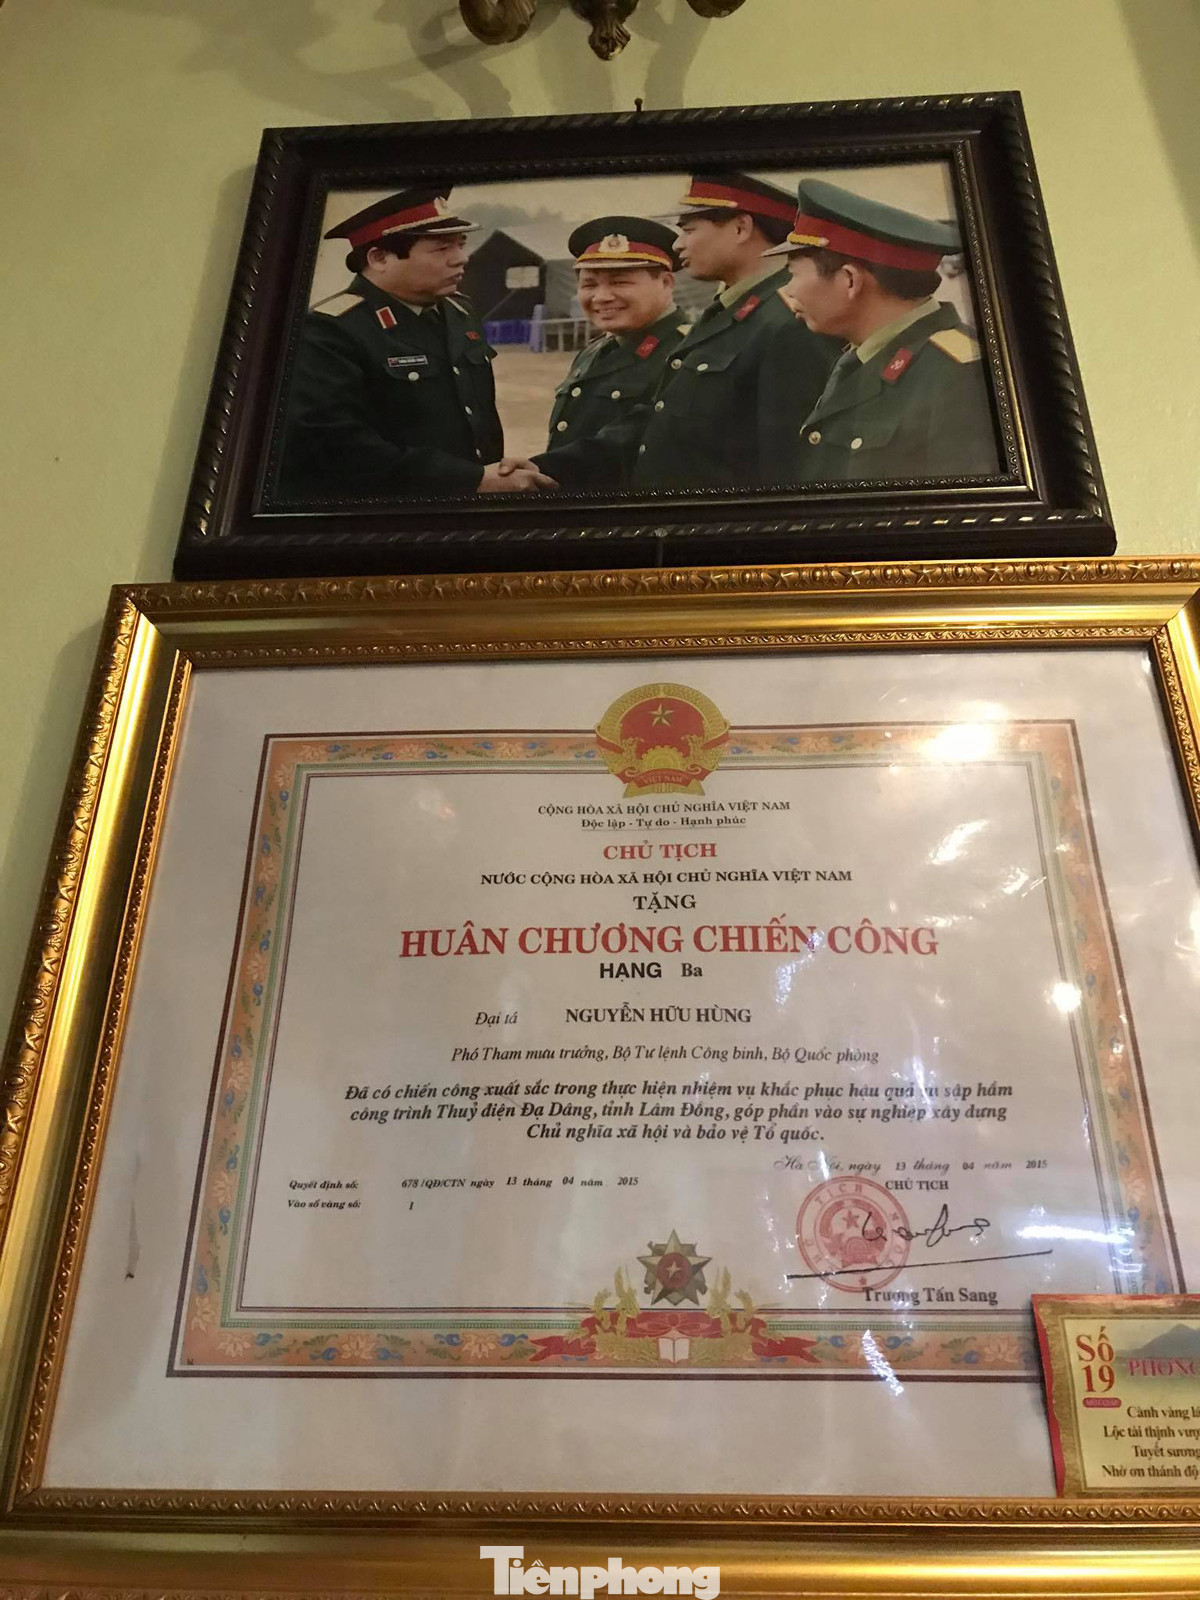 VIỆT NAM
CỘNG HÒA XÃ HỘI CHỦ NGHĨA VIỆT NAM
Độc lập - Tự do - Hạnh phúc
CHỦ TỊCH
NƯỚC CỘNG HÒA XÃ HỘI CHỦ NGHĨA VIỆT NAM
TẶNG
HUÂN CHƯƠNG CHIẾN CÔNG
HẠNG Ba
Đại tá NGUYỄN HỮU HÙNG
Phó Tham mưu trưởng, Bộ Tư lệnh Công binh, Bộ Quốc phòng
Đã có chiến công xuất sắc trong thực hiện nhiệm vụ khắc phục hậu quả sập hầm
công trình Thuỷ điện Đạ Dâng, tỉnh Lâm Đồng, góp phần vào sự nghiệp xây dựng
Chủ nghĩa xã hội và bảo vệ Tổ quốc.
Hà Nội, ngày 13 tháng 04 năm 2015
Quyết định số: 678 /QĐ/CTN ngày 13 tháng 04 năm 2015
CHỦ TỊCH
Vào sổ vàng số: 1
Trương Tấn Sang
Số
19
Cành vàng
Lộc tài thịnh vượ
Tuyết sương
Nhờ ơn thánh độ
Tiênphong